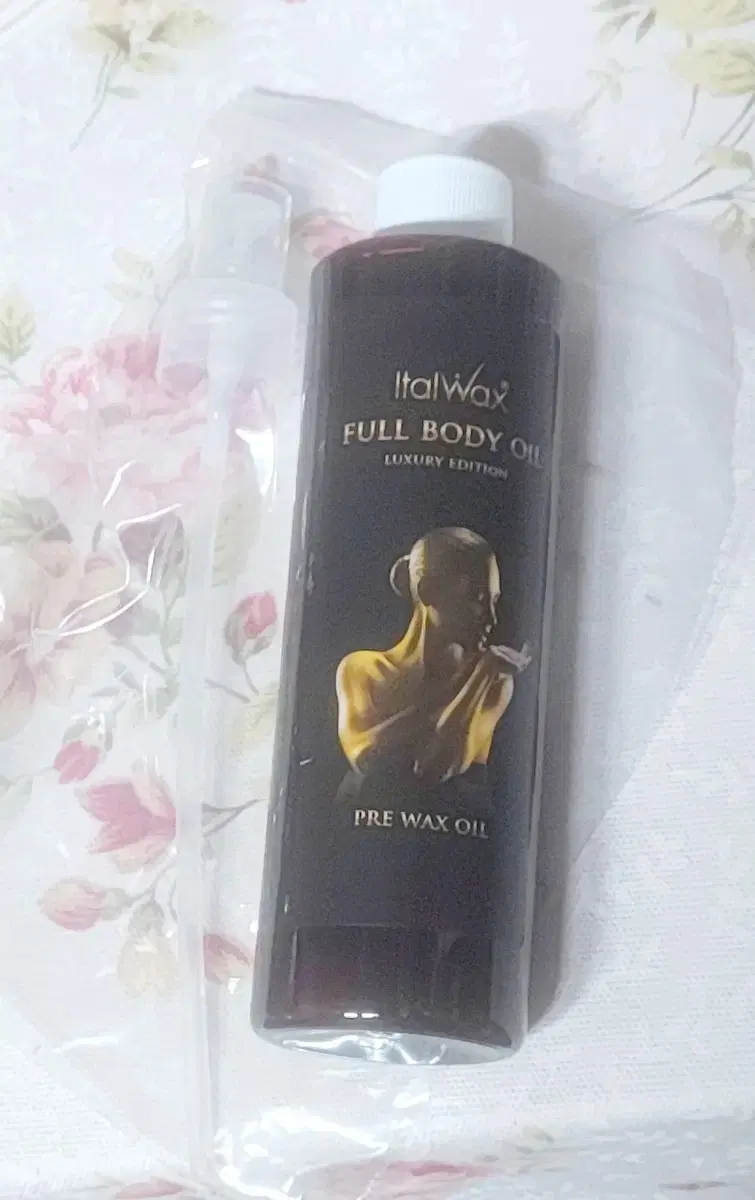 ItalWax
FULL BODY OIL
LUXURY EDITION
PRE WAX OIL